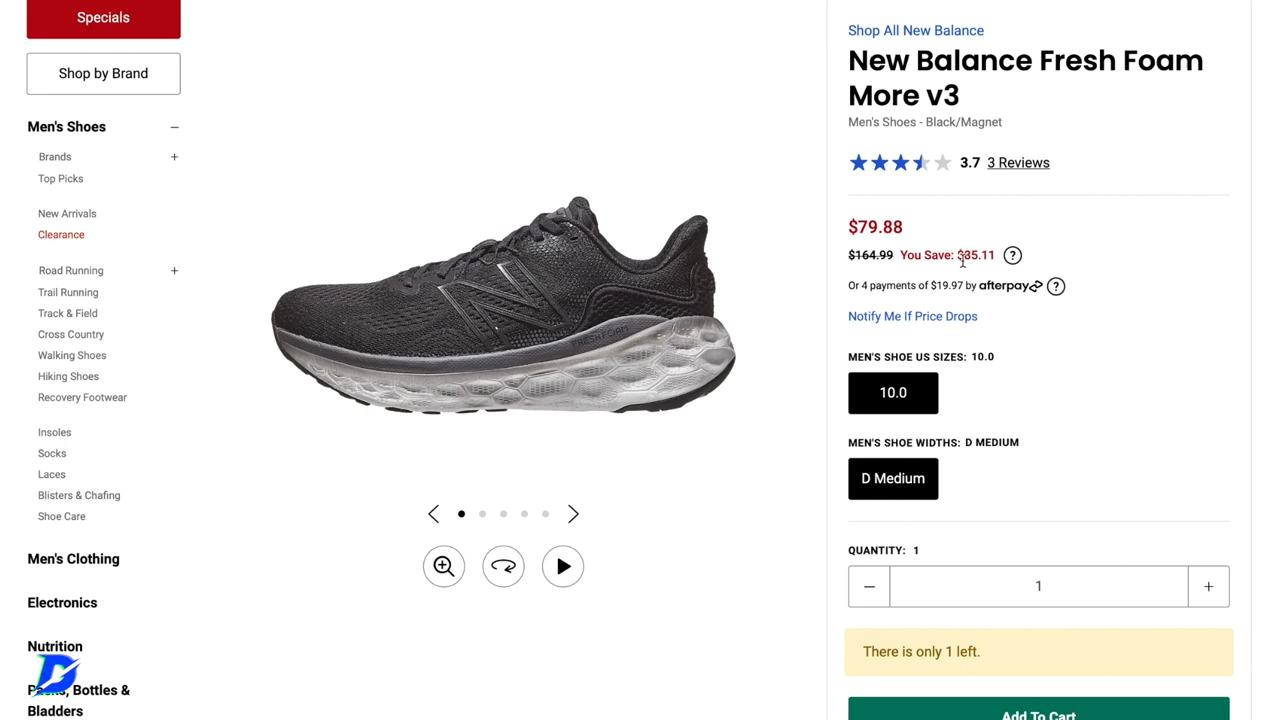 Specials
Shop by Brand
Men's Shoes
Brands
Top Picks
New Arrivals
Clearance
Road Running
Trail Running
Track & Field
Cross Country
Walking Shoes
Hiking Shoes
Recovery Footwear
Insoles
Socks
Laces
Blisters & Chafing
Shoe Care
Men's Clothing
Electronics
Nutrition
Packs, Bottles &
Bladders
FRESH FOAM
Shop All New Balance
New Balance Fresh Foam
More v3
Men's Shoes - Black/Magnet
3.7 3 Reviews
$79.88
$164.99 You Save: $35.11 ?
Or 4 payments of $19.97 by afterpay ?
Notify Me If Price Drops
MEN'S SHOE US SIZES: 10.0
10.0
MEN'S SHOE WIDTHS: D MEDIUM
D Medium
QUANTITY: 1
1
There is only 1 left.
Add To Cart